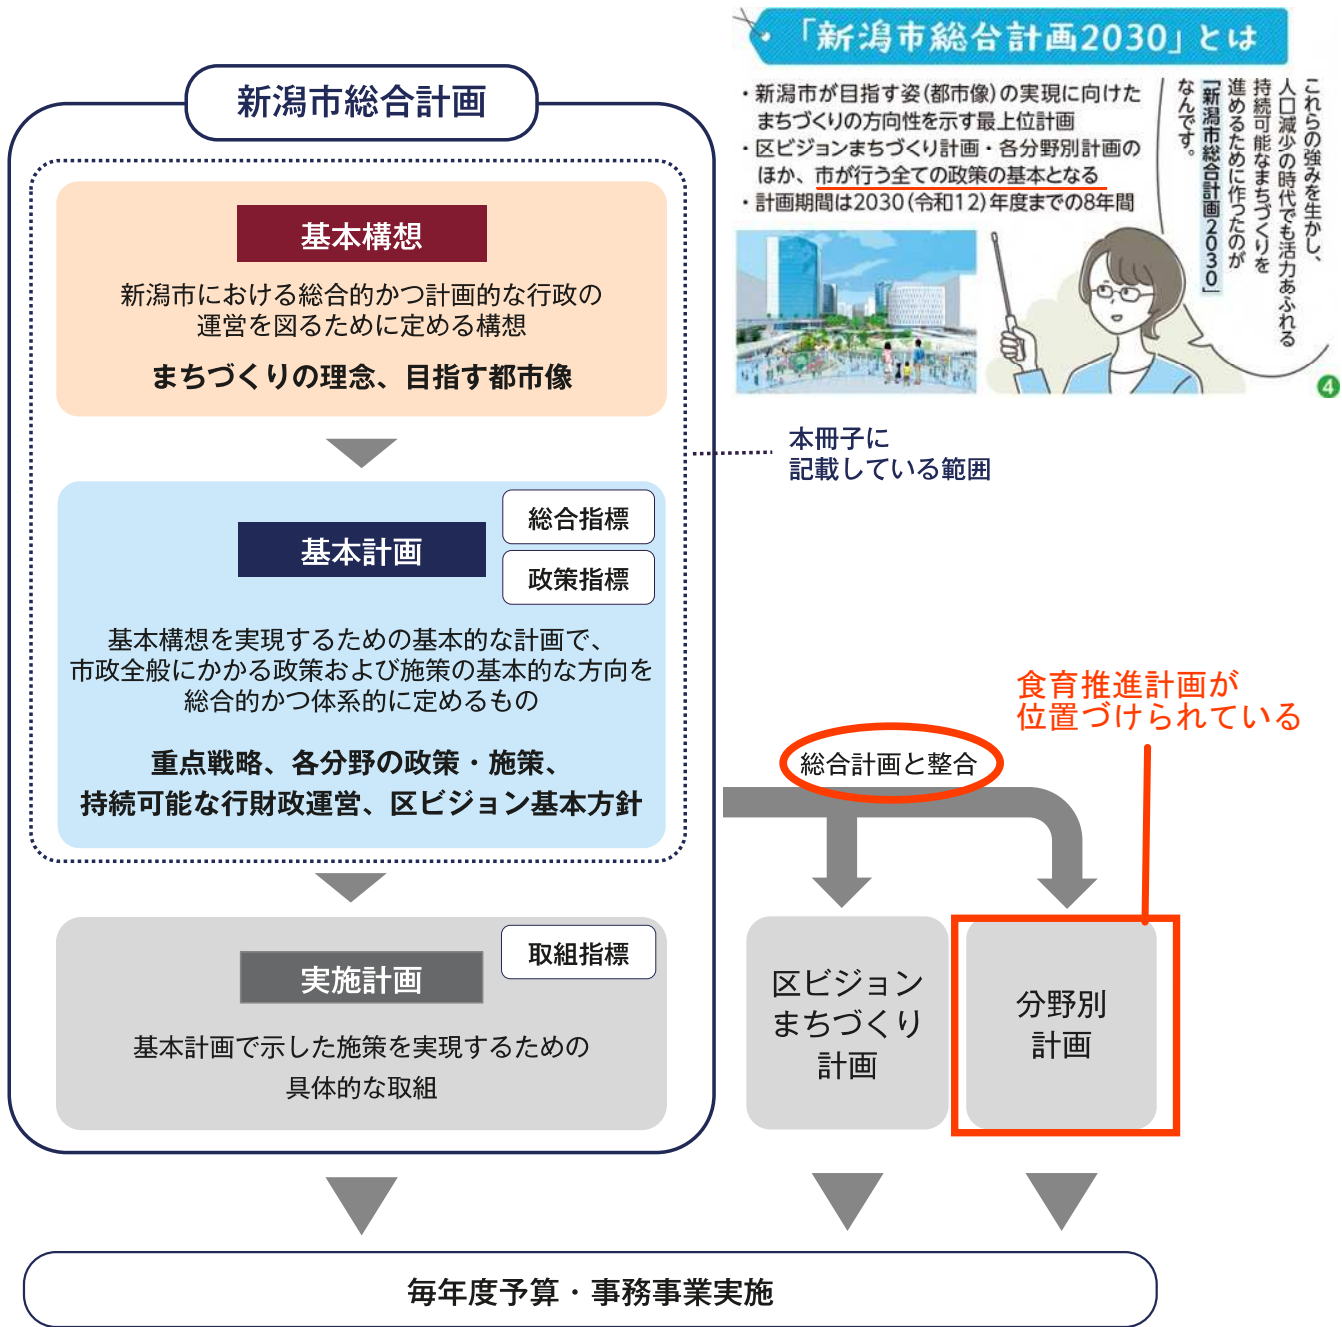 新潟市総合計画
基本構想
新潟市における総合的かつ計画的な行政の
運営を図るために定める構想
まちづくりの理念、目指す都市像
基本計画
総合指標
政策指標
基本構想を実現するための基本的な計画で、
市政全般にかかる政策および施策の基本的な方向を
総合的かつ体系的に定めるもの
重点戦略、各分野の政策・施策、
持続可能な行財政運営、区ビジョン基本方針
実施計画
取組指標
基本計画で示した施策を実現するための
具体的な取組
「新潟市総合計画2030」とは
・新潟市が目指す姿(都市像)の実現に向けた
まちづくりの方向性を示す最上位計画
・区ビジョンまちづくり計画・各分野別計画の
ほか、市が行う全ての政策の基本となる
・計画期間は2030(令和12)年度までの8年間
これらの強みを生かし、
人口減少の時代でも活力あふれる
持続可能なまちづくりを
進めるために作ったのが
「新潟市総合計画2030」
なんです。
4
本冊子に
記載している範囲
食育推進計画が
位置づけられている
総合計画と整合
区ビジョン
まちづくり
計画
分野別
計画
毎年度予算・事務事業実施